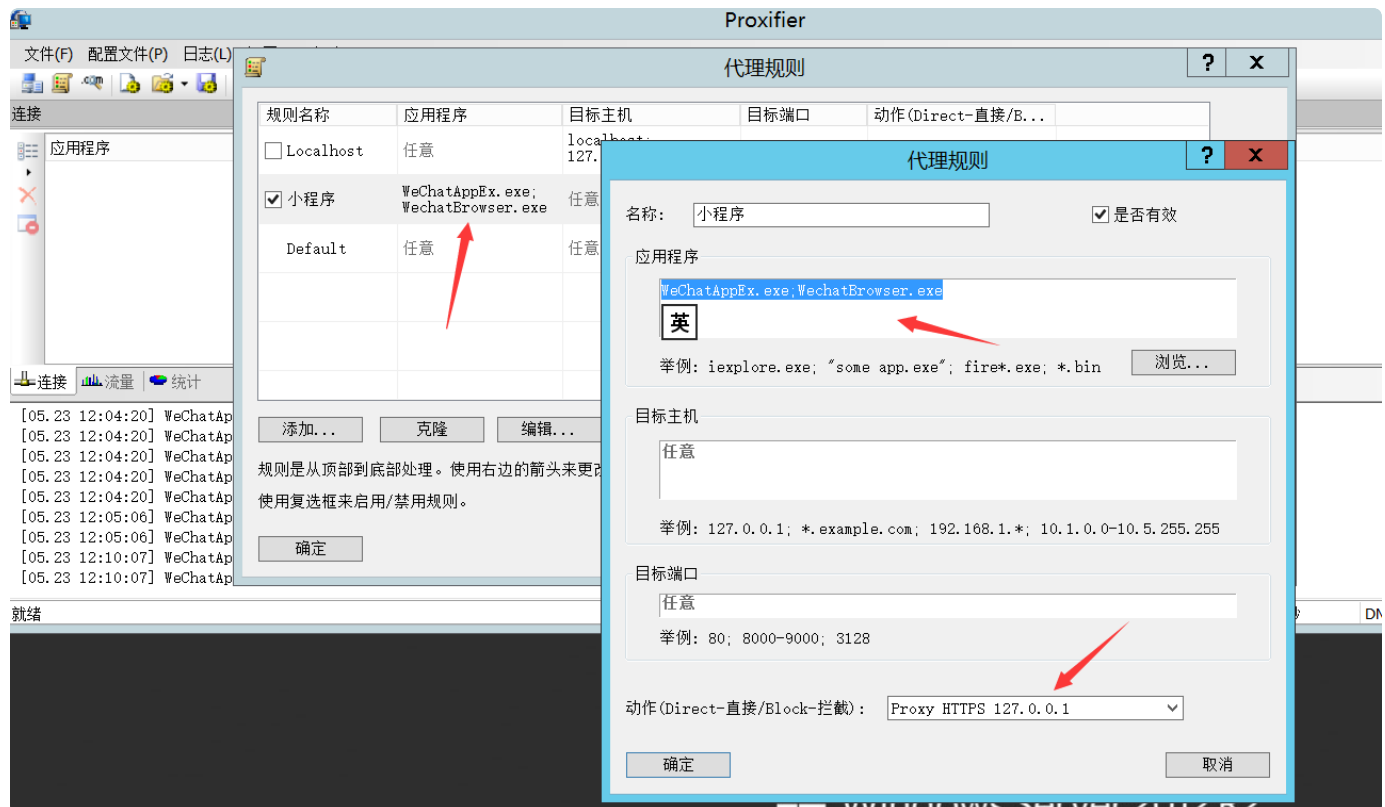 Proxifier
文件(F) 配置文件(P) 日志(L)
代理规则
? X
连接
应用程序
规则名称 应用程序 目标主机 目标端口 动作(Direct-直接/B...
Localhost 任意 localhost;
127.
小程序 WeChatAppEx.exe;
WechatBrowser.exe 任意
Default 任意 任意
连接 流量 统计
[05.23 12:04:20] WeChatAp
[05.23 12:04:20] WeChatAp
[05.23 12:04:20] WeChatAp
[05.23 12:04:20] WeChatAp
[05.23 12:04:20] WeChatAp
[05.23 12:05:06] WeChatAp
[05.23 12:05:06] WeChatAp
[05.23 12:10:07] WeChatAp
[05.23 12:10:07] WeChatAp
添加... 克隆 编辑...
规则是从顶部到底部处理。使用右边的箭头来更改
使用复选框来启用/禁用规则。
确定
就绪
DN
代理规则
? X
名称: 小程序 是否有效
应用程序
WeChatAppEx.exe;WechatBrowser.exe
英
举例: iexplore.exe; "some app.exe"; fire*.exe; *.bin 浏览...
目标主机
任意
举例: 127.0.0.1; *.example.com; 192.168.1.*; 10.1.0.0-10.5.255.255
目标端口
任意
举例: 80; 8000-9000; 3128
动作(Direct-直接/Block-拦截): Proxy HTTPS 127.0.0.1
确定 取消